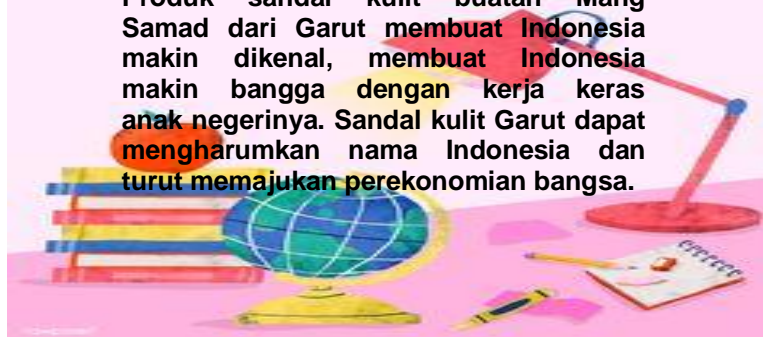 Produk sandal kulit buatan Mang
Samad dari Garut membuat Indonesia
makin dikenal, membuat Indonesia
makin bangga dengan kerja keras
anak negerinya. Sandal kulit Garut dapat
mengharumkan nama Indonesia dan
turut memajukan perekonomian bangsa.